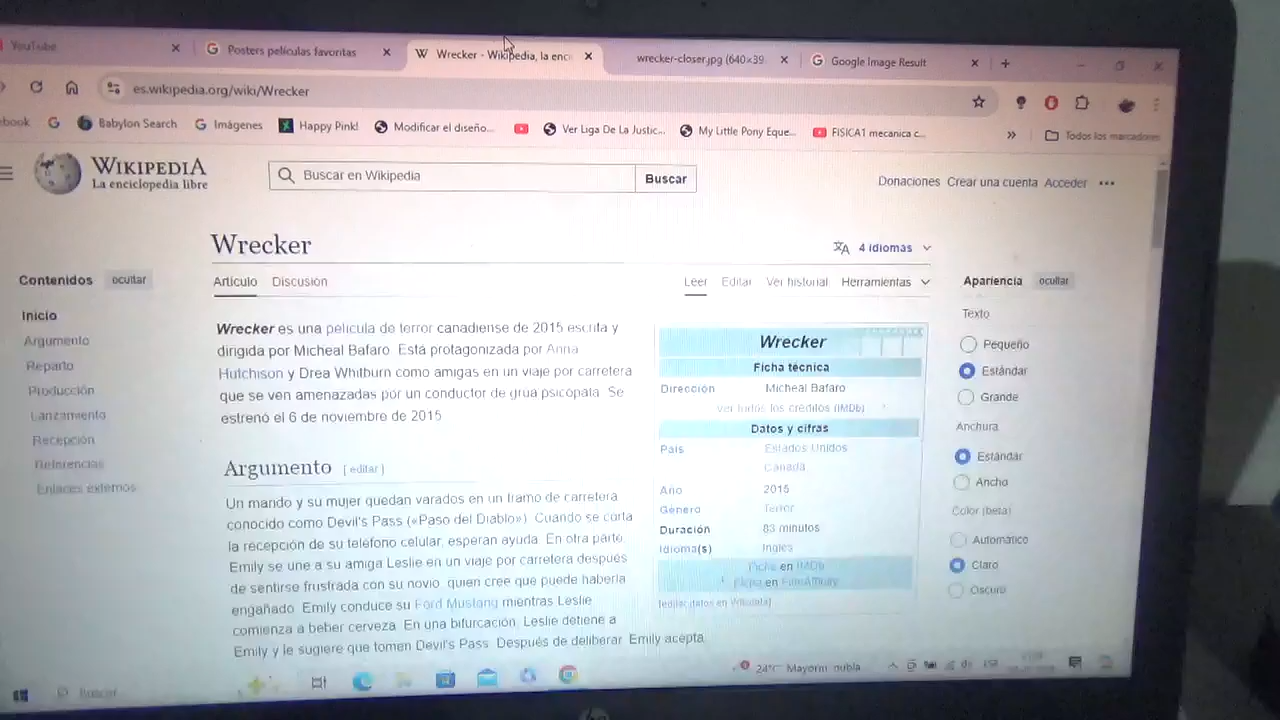 YouTube
Posters películas favoritas
Wrecker - Wikipedia, la enc
wrecker-closer.jpg (640×39
Google Image Result
es.wikipedia.org/wiki/Wrecker
ebook
Babylon Search
Imágenes
Happy Pink!
Modificar el diseño...
Ver Liga De La Justic...
My Little Pony Eque...
FISICA1 mecanica c...
Todos los marcadores
WIKIPEDIA
La enciclopedia libre
Buscar en Wikipedia
Buscar
Donaciones Crear una cuenta Acceder
Wrecker
4 idiomas
Contenidos ocultar
Artículo Discusión
Leer Editar Ver historial Herramientas
Apariencia ocultar
Inicio
Argumento
Reparto
Producción
Lanzamiento
Recepción
Referencias
Enlaces externos
Wrecker es una película de terror canadiense de 2015 escrita y
dirigida por Micheal Bafaro. Está protagonizada por Anna
Hutchison y Drea Whitburn como amigas en un viaje por carretera
que se ven amenazadas por un conductor de grúa psicópata. Se
estrenó el 6 de noviembre de 2015
Argumento [ editar ]
Un marido y su mujer quedan varados en un tramo de carretera
conocido como Devil's Pass («Paso del Diablo»). Cuando se corta
la recepción de su teléfono celular, esperan ayuda. En otra parte,
Emily se une a su amiga Leslie en un viaje por carretera después
de sentirse frustrada con su novio, quien cree que puede haberla
engañado. Emily conduce su Ford Mustang mientras Leslie
comienza a beber cerveza. En una bifurcación, Leslie detiene a
Emily y le sugiere que tomen Devil's Pass. Después de deliberar, Emily acepta.
Wrecker
Ficha técnica
Dirección Micheal Bafaro
Ver todos los créditos (IMDb)
Datos y cifras
País Estados Unidos
Canadá
Año 2015
Género Terror
Duración 83 minutos
Idioma(s) Inglés
Ficha en IMDb
Ficha en FilmAffinity
[editar datos en Wikidata]
Texto
Pequeño
Estándar
Grande
Anchura
Estándar
Ancho
Color (beta)
Automático
Claro
Oscuro
Buscar
24°C Mayorm. nubla.
hp